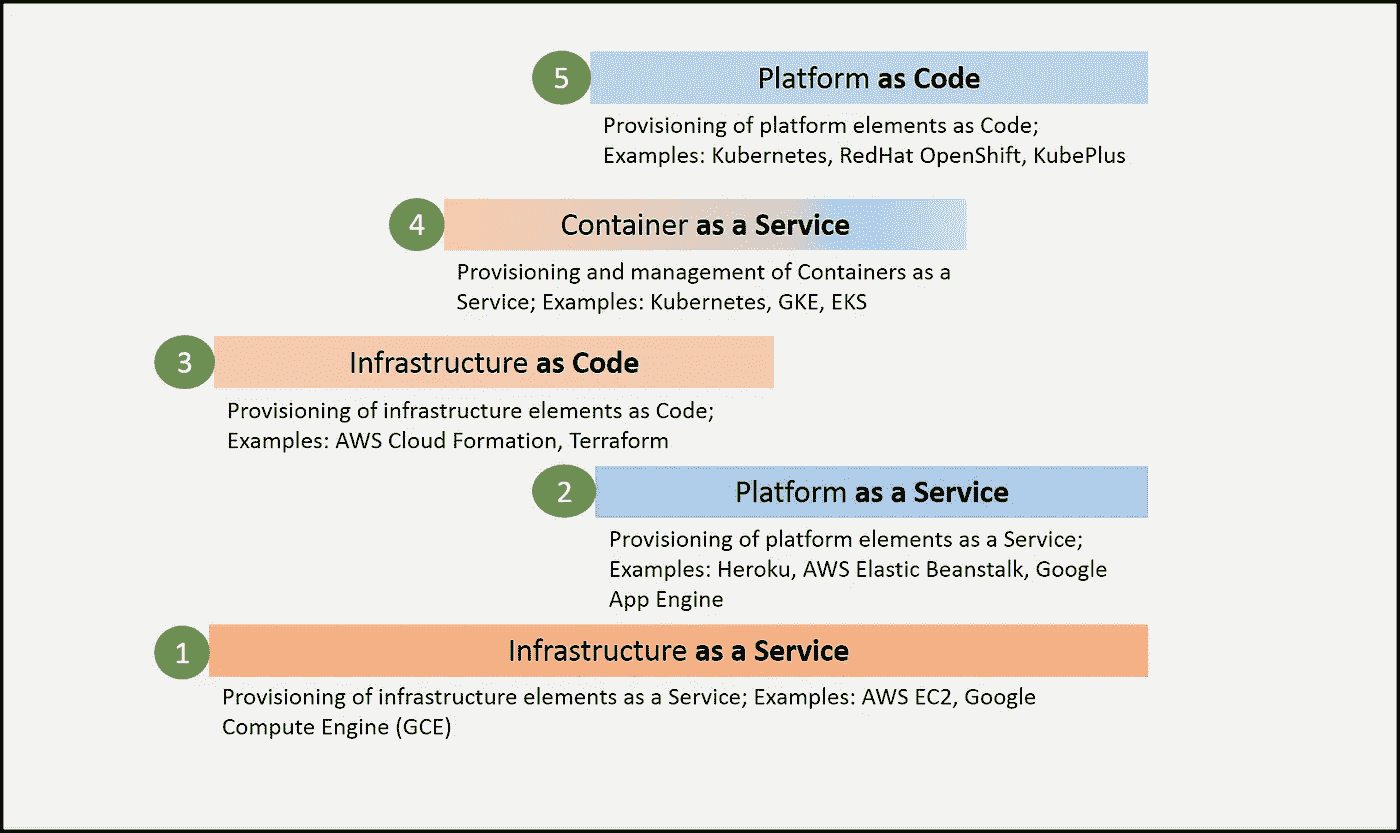 5
Platform as Code
Provisioning of platform elements as Code;
Examples: Kubernetes, RedHat OpenShift, KubePlus
4
Container as a Service
Provisioning and management of Containers as a
Service; Examples: Kubernetes, GKE, EKS
3
Infrastructure as Code
Provisioning of infrastructure elements as Code;
Examples: AWS Cloud Formation, Terraform
2
Platform as a Service
Provisioning of platform elements as a Service;
Examples: Heroku, AWS Elastic Beanstalk, Google
App Engine
1
Infrastructure as a Service
Provisioning of infrastructure elements as a Service; Examples: AWS EC2, Google
Compute Engine (GCE)